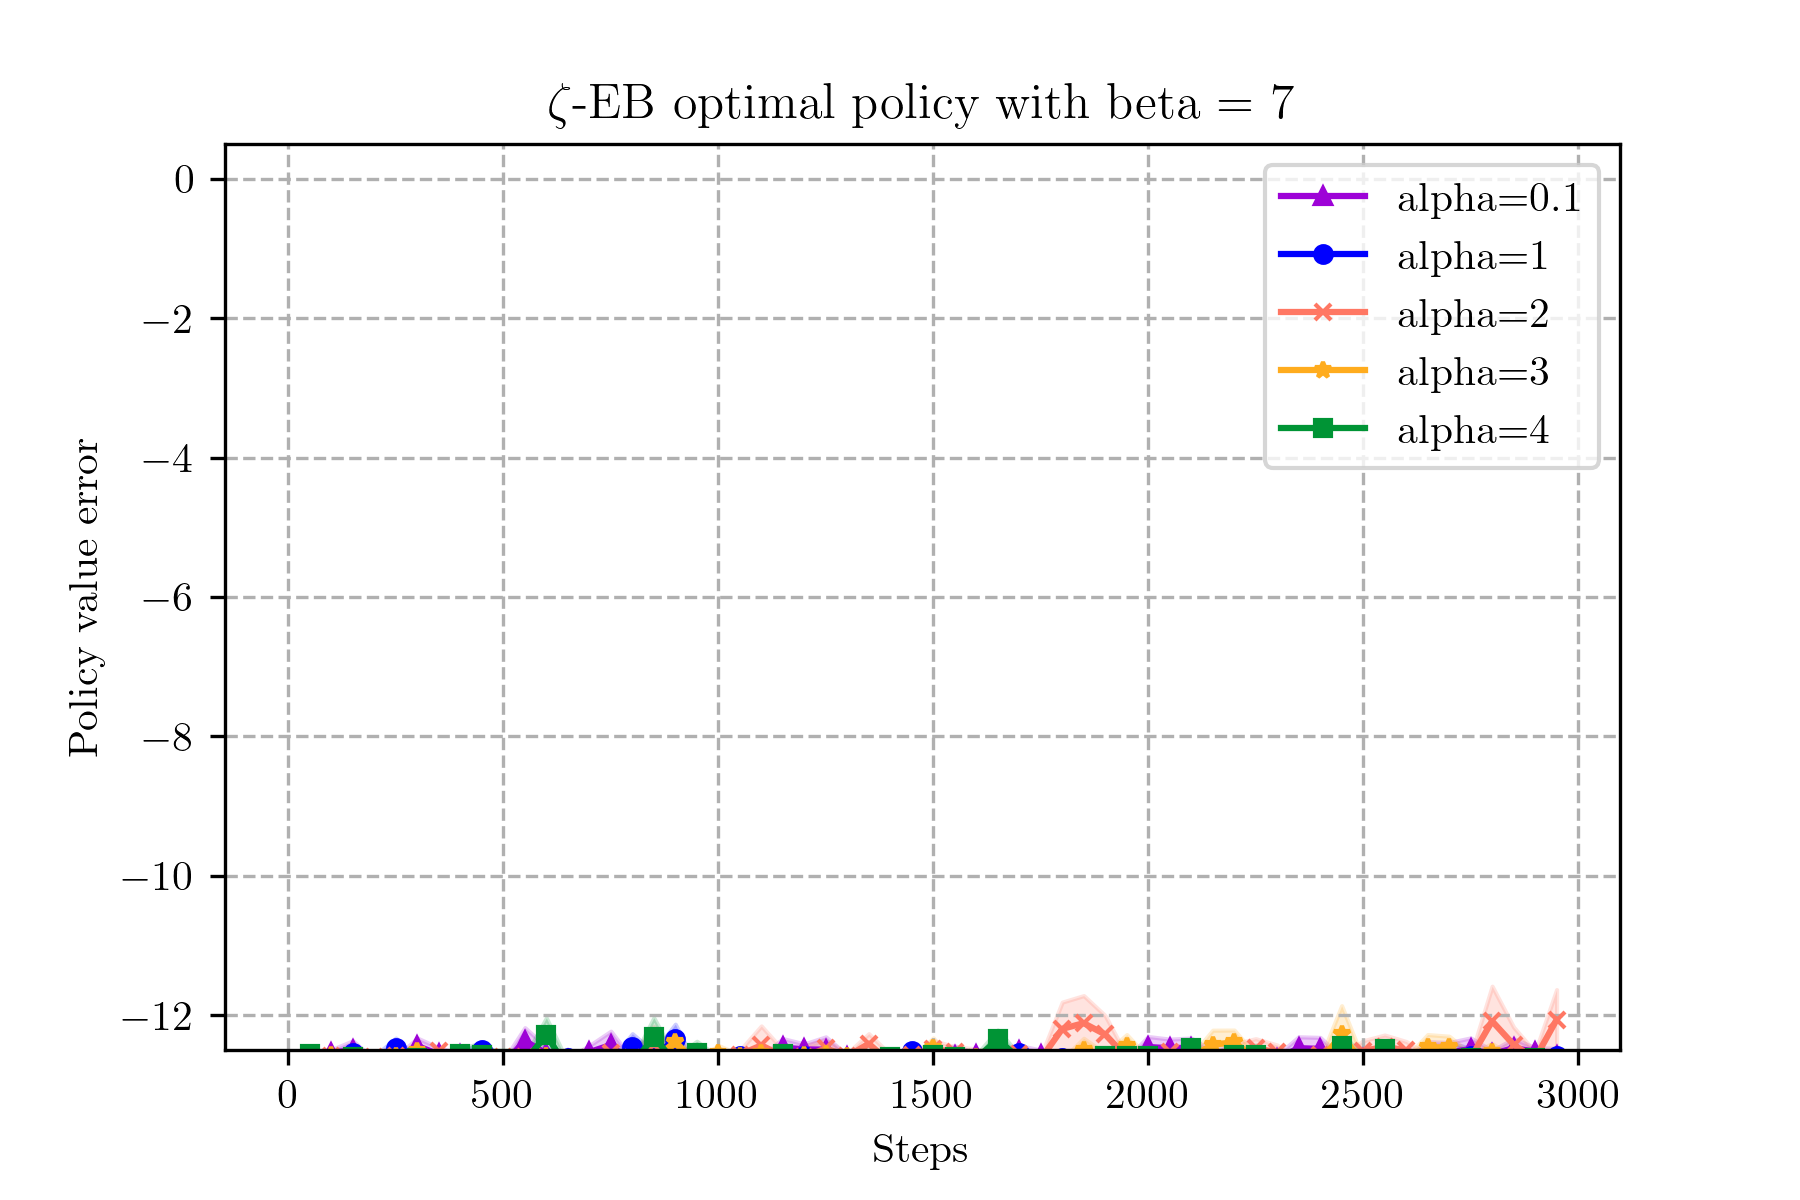 ζ-EB optimal policy with beta = 7
0
−2
−4
−6
−8
−10
−12
Policy value error
alpha=0.1
alpha=1
alpha=2
alpha=3
alpha=4
0 500 1000 1500 2000 2500 3000
Steps